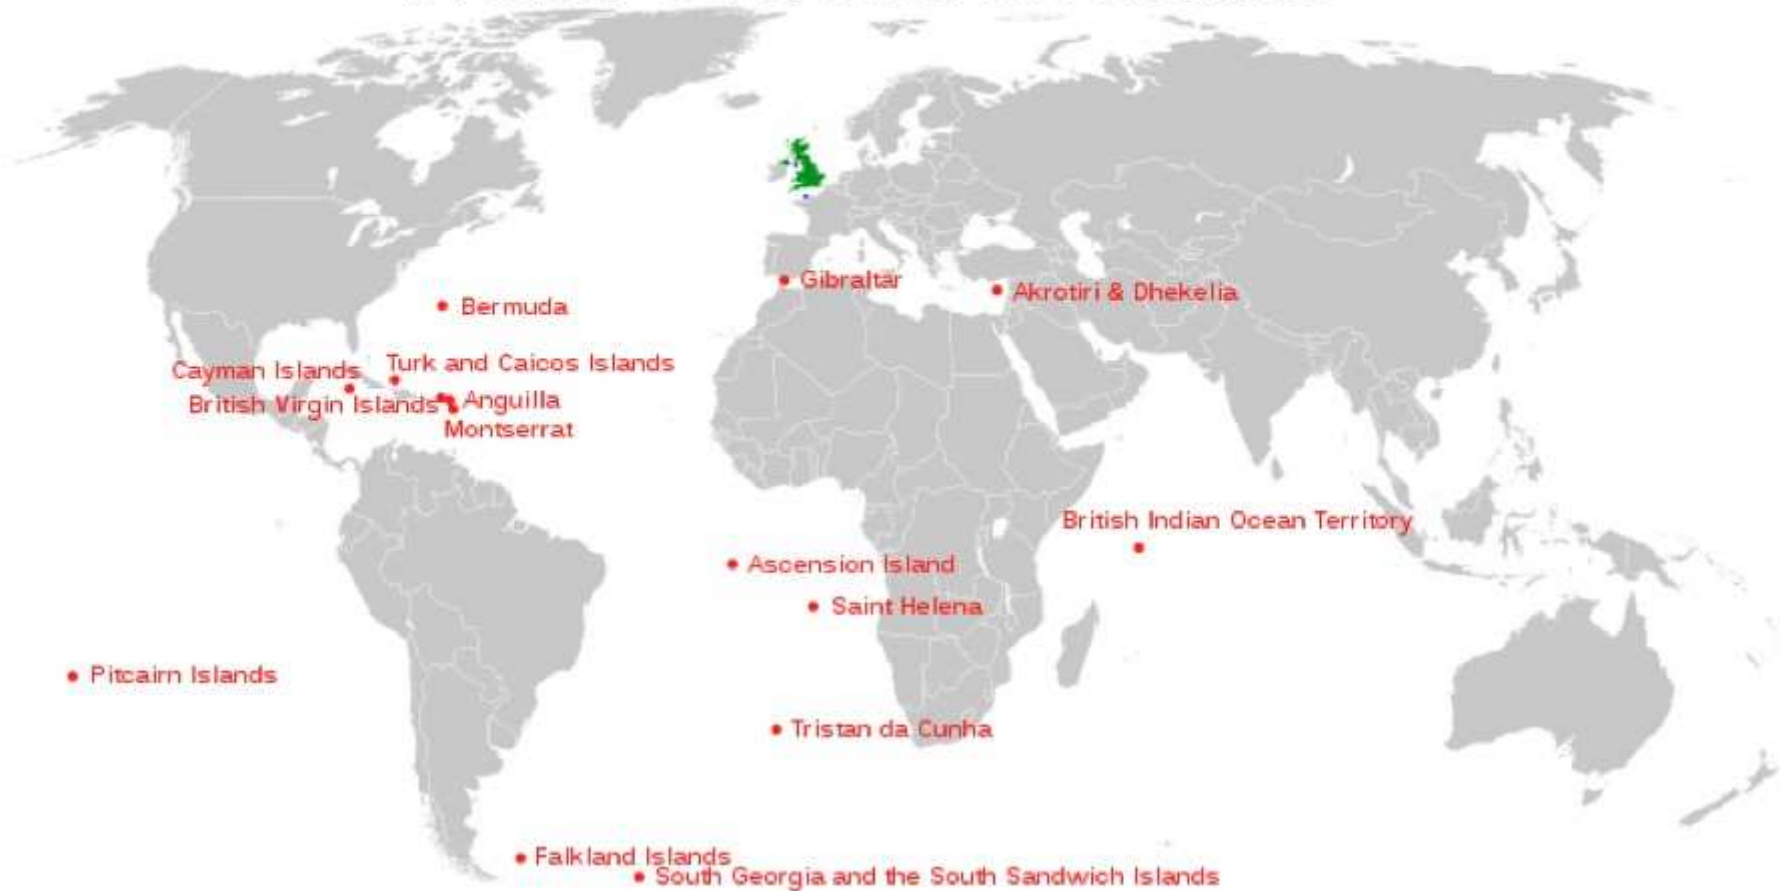 Gibraltar
Akrotiri & Dhekelia
Bermuda
Turk and Caicos Islands
Cayman Islands
British Virgin Islands
Anguilla
Montserrat
British Indian Ocean Territory
Ascension Island
Saint Helena
Pitcairn Islands
Tristan da Cunha
Falkland Islands
South Georgia and the South Sandwich Islands